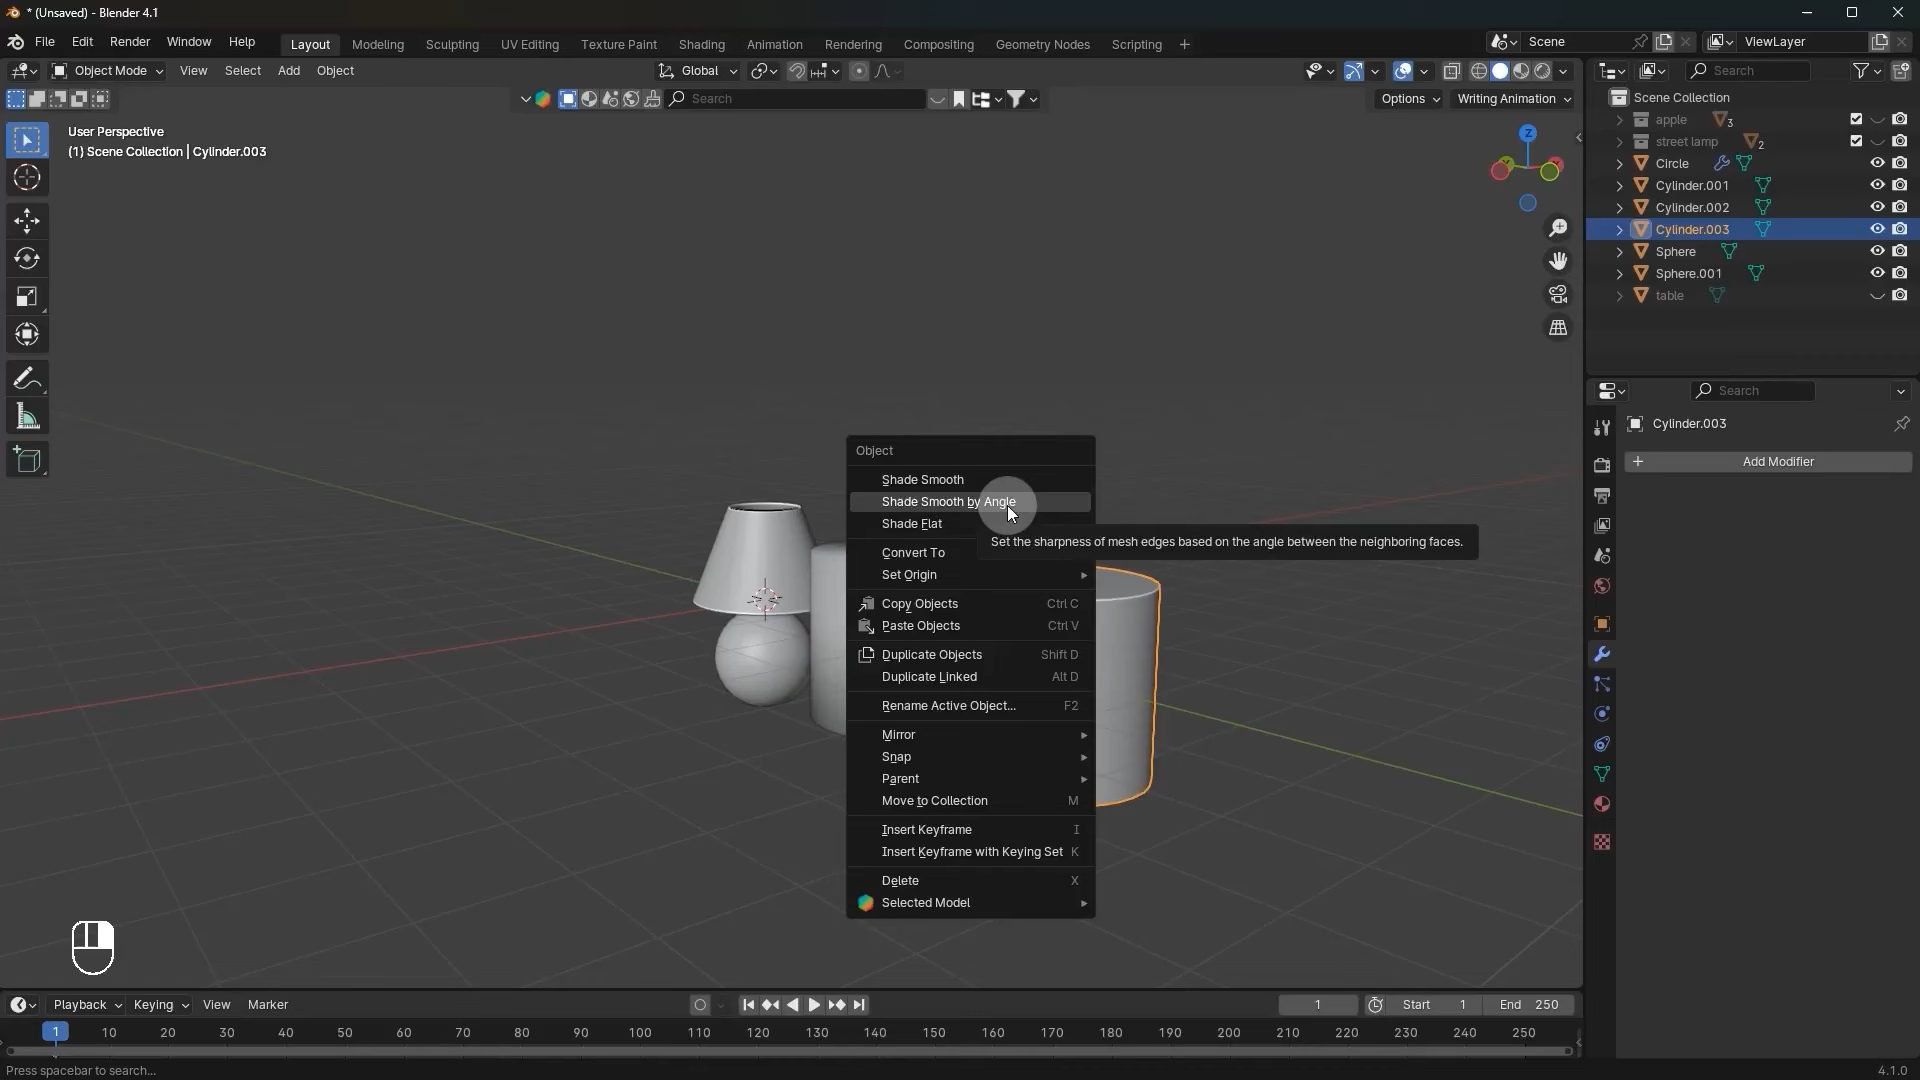 * (Unsaved) - Blender 4.1
File Edit Render Window Help
Layout Modeling Sculpting UV Editing Texture Paint Shading Animation Rendering Compositing Geometry Nodes Scripting +
Scene
ViewLayer
Object Mode View Select Add Object
Global
Search
Search
Options Writing Animation
User Perspective
(1) Scene Collection | Cylinder.003
Z
Scene Collection
apple 3
street lamp 2
Circle
Cylinder.001
Cylinder.002
Cylinder.003
Sphere
Sphere.001
table
Search
Cylinder.003
+ Add Modifier
Object
Shade Smooth
Shade Smooth by Angle
Shade Flat
Set the sharpness of mesh edges based on the angle between the neighboring faces.
Convert To
Set Origin
Copy Objects Ctrl C
Paste Objects Ctrl V
Duplicate Objects Shift D
Duplicate Linked Alt D
Rename Active Object... F2
Mirror
Snap
Parent
Move to Collection M
Insert Keyframe I
Insert Keyframe with Keying Set K
Delete X
Selected Model
Playback Keying View Marker
1 Start 1 End 250
1 10 20 30 40 50 60 70 80 90 100 110 120 130 140 150 160 170 180 190 200 210 220 230 240 250
Press spacebar to search...
4.1.0